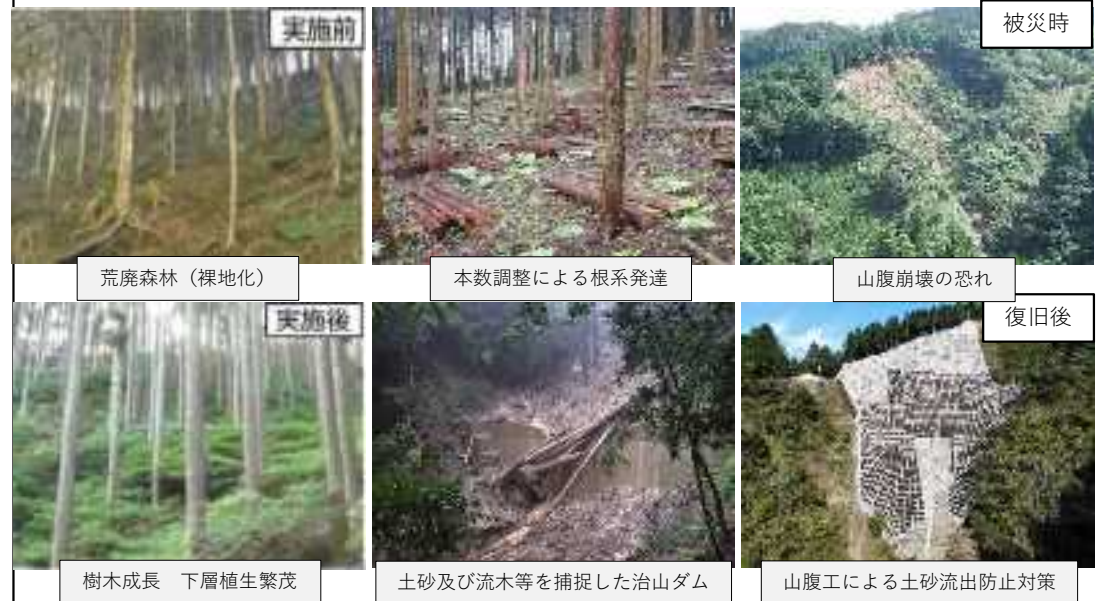 実施前
被災時
荒廃森林（裸地化）
本数調整による根系発達
山腹崩壊の恐れ
実施後
復旧後
樹木成長　下層植生繁茂
土砂及び流木等を捕捉した治山ダム
山腹工による土砂流出防止対策